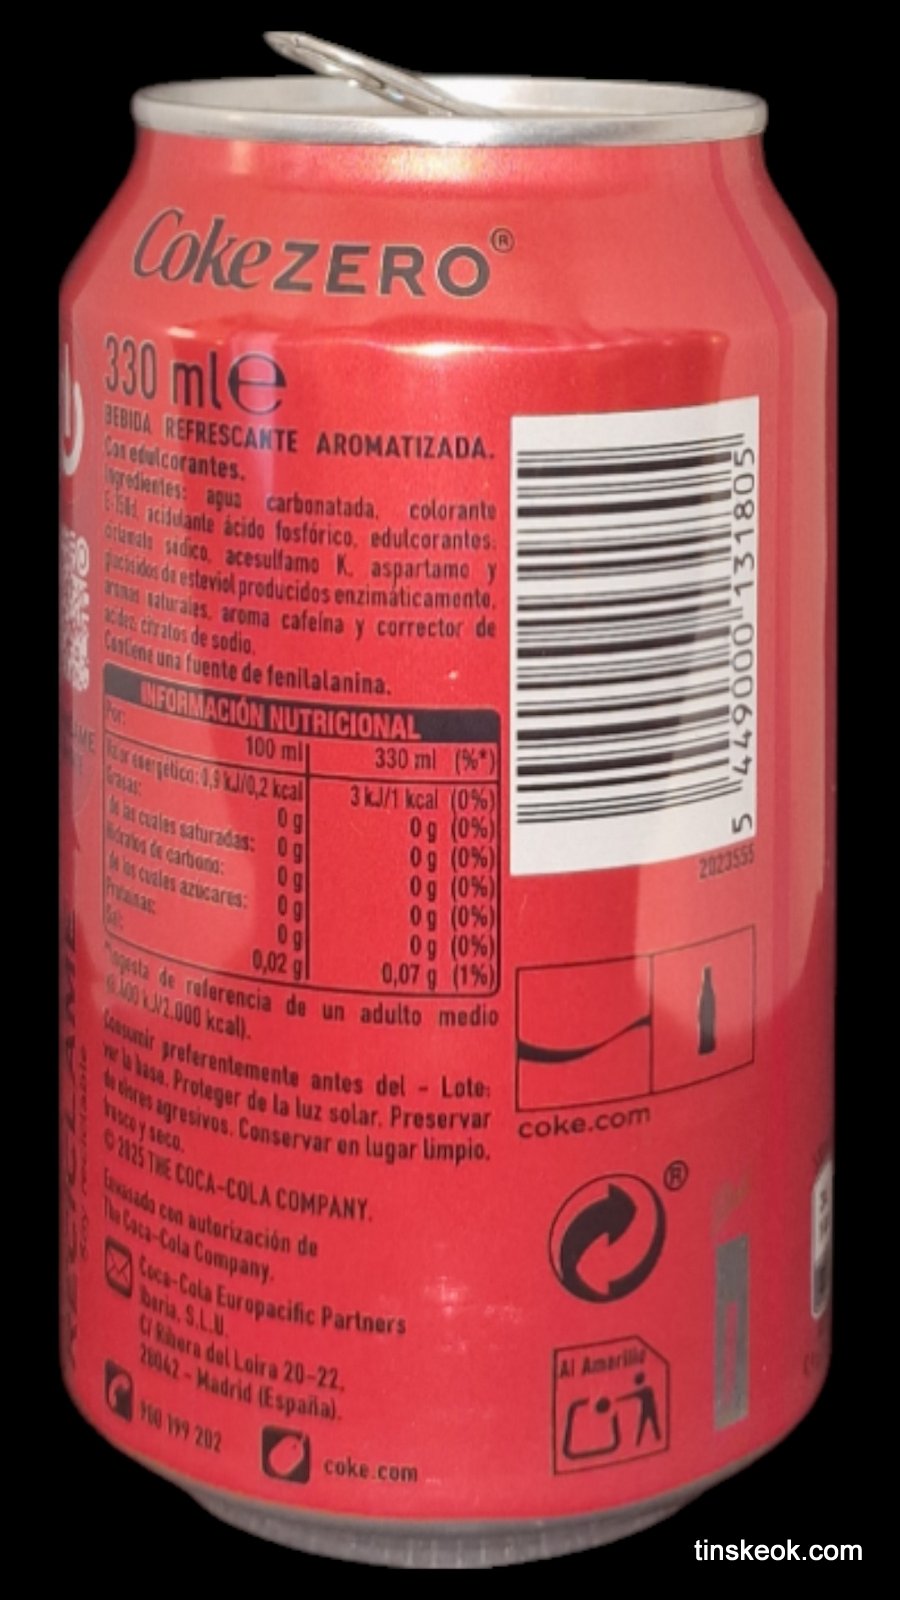 Coke ZERO®
330 ml e
BEBIDA REFRESCANTE AROMATIZADA.
Con edulcorantes.
Ingredientes: agua carbonatada, colorante
E-150d, acidulante ácido fosfórico, edulcorantes:
ciclamato sódico, acesulfamo K, aspartamo y
glucósidos de esteviol producidos enzimáticamente,
aromas naturales, aroma cafeína y corrector de
acidez citratos de sodio.
Contiene una fuente de fenilalanina.
INFORMACIÓN NUTRICIONAL
Por: 100 ml 330 ml (%*)
Valor energético: 0,9 kJ/0,2 kcal 3 kJ/1 kcal (0%)
Grasas: 0 g 0 g (0%)
de las cuales saturadas: 0 g 0 g (0%)
Hidratos de carbono: 0 g 0 g (0%)
de los cuales azúcares: 0 g 0 g (0%)
Proteínas: 0 g 0 g (0%)
Sal: 0,02 g 0,07 g (1%)
*Ingesta de referencia de un adulto medio
(8.400 kJ/2.000 kcal).
Consumir preferentemente antes del - Lote:
ver la base. Proteger de la luz solar. Preservar
de olores agresivos. Conservar en lugar limpio,
fresco y seco.
© 2025 THE COCA-COLA COMPANY.
Envasado con autorización de
The Coca-Cola Company.
Coca-Cola Europacific Partners
Iberia, S.L.U.
C/ Ribera del Loira 20-22,
28042 - Madrid (España).
900 199 202
coke.com
5 449000 131805
2023555
coke.com
®
Al Amarillo
RECICLAME
tinskeok.com